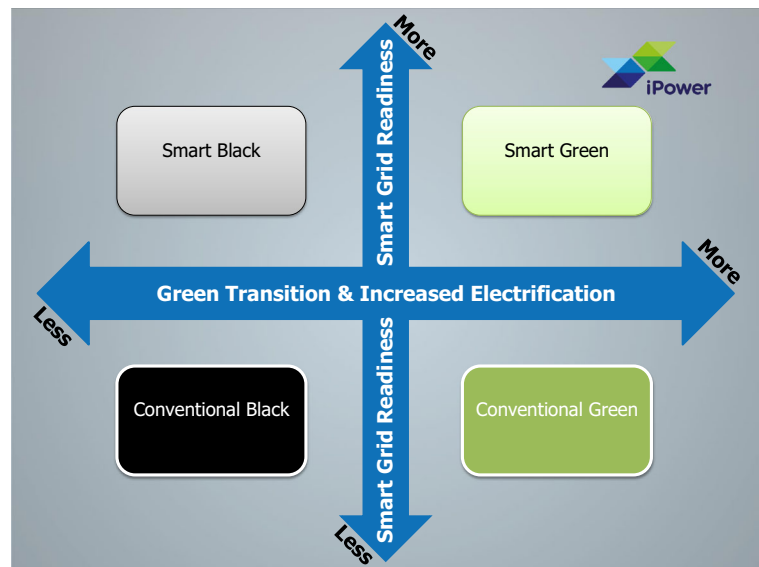 More
Smart Grid Readiness
iPower
Smart Black
Smart Green
More
Green Transition & Increased Electrification
Less
Smart Grid Readiness
Conventional Black
Conventional Green
Less